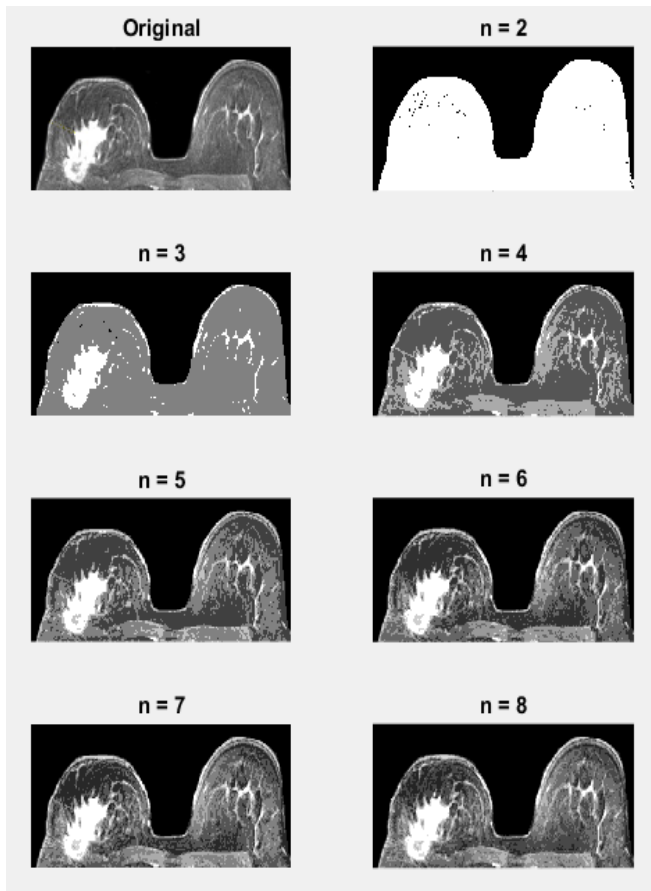 Original
n = 2
n = 3
n = 4
n = 5
n = 6
n = 7
n = 8